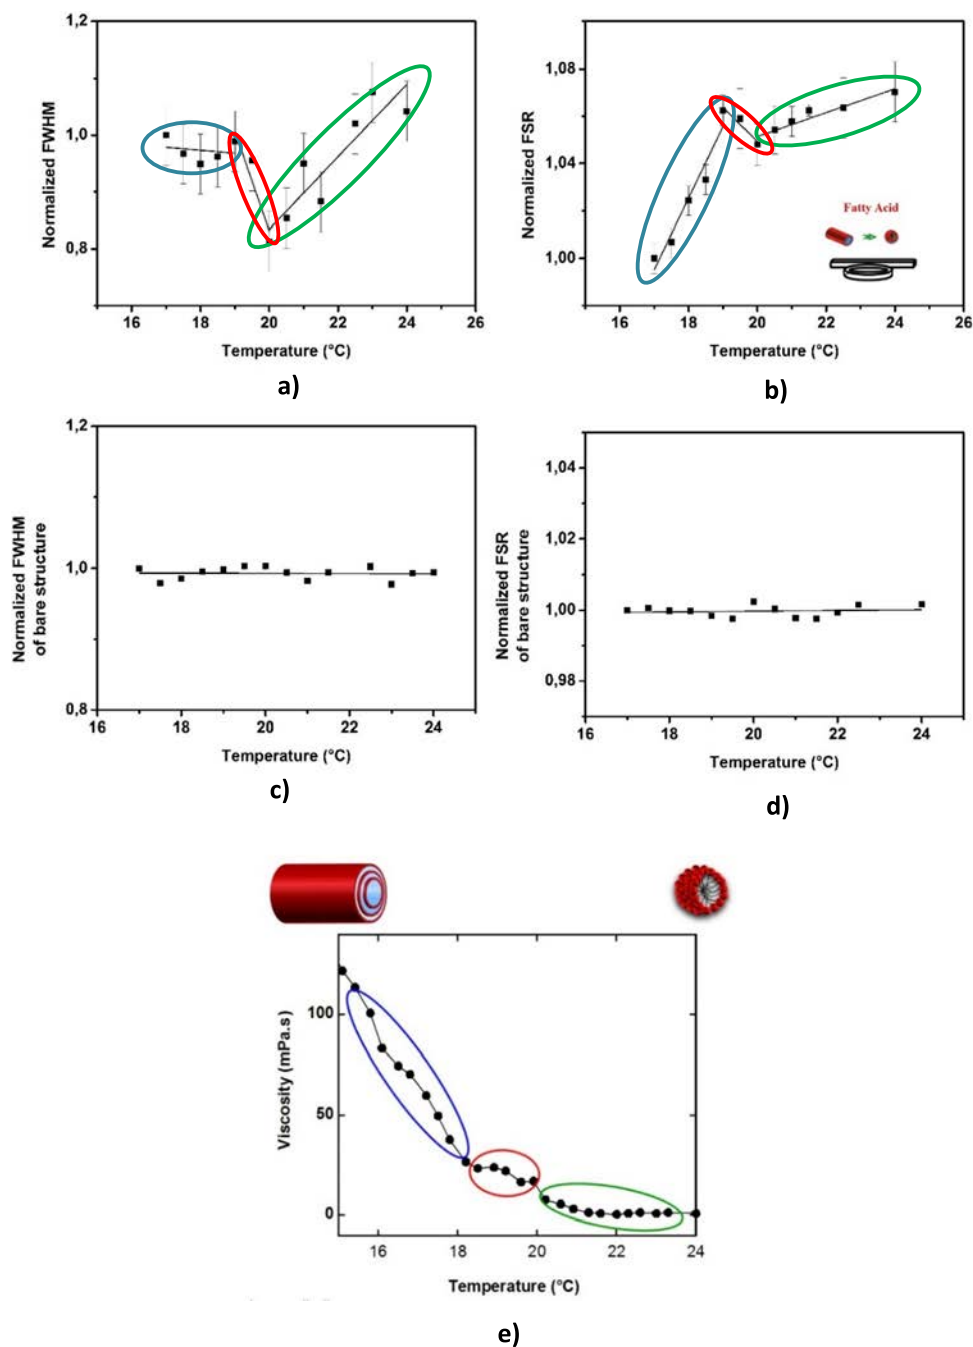 1,2
1,1
1,0
0,9
0,8
Normalized FWHM
16 18 20 22 24 26
Temperature (°C)
a)
1,08
1,04
1,00
Normalized FSR
Fatty Acid
16 18 20 22 24 26
Temperature (°C)
b)
1,2
1,0
0,8
Normalized FWHM
of bare structure
16 18 20 22 24
Temperature (°C)
c)
1,04
1,02
1,00
0,98
Normalized FSR
of bare structure
16 18 20 22 24
Temperature (°C)
d)
100
50
0
Viscosity (mPa.s)
16 18 20 22 24
Temperature (°C)
e)